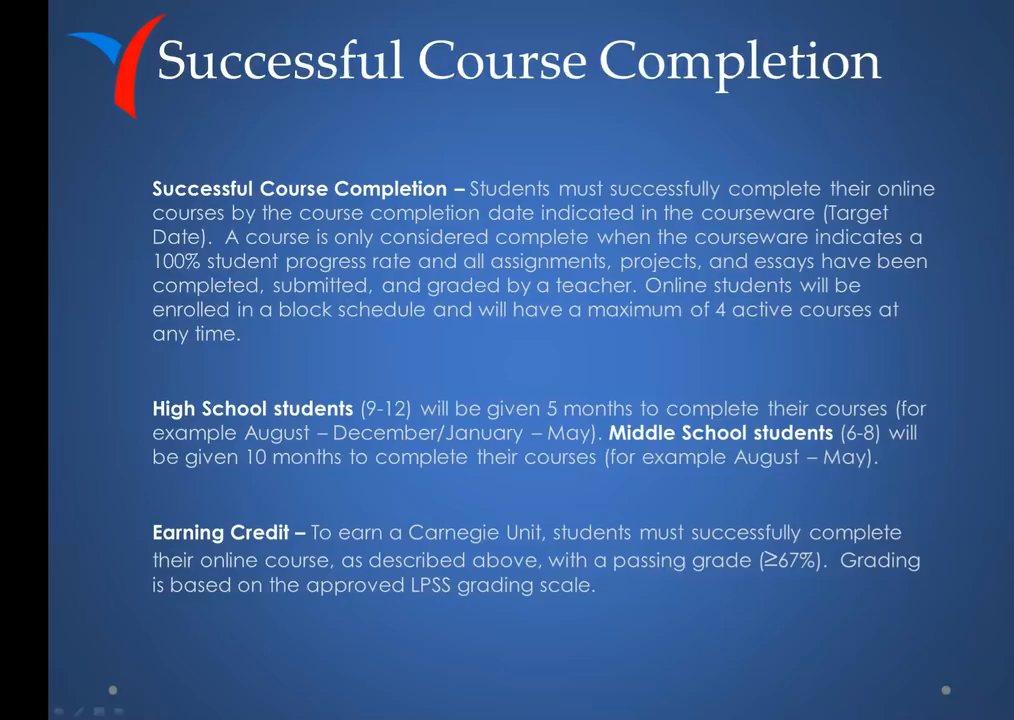 Successful Course Completion
Successful Course Completion – Students must successfully complete their online
courses by the course completion date indicated in the courseware (Target
Date).  A course is only considered complete when the courseware indicates a
100% student progress rate and all assignments, projects, and essays have been
completed, submitted, and graded by a teacher. Online students will be
enrolled in a block schedule and will have a maximum of 4 active courses at
any time.
High School students (9-12) will be given 5 months to complete their courses (for
example August – December/January – May). Middle School students (6-8) will
be given 10 months to complete their courses (for example August – May).
Earning Credit – To earn a Carnegie Unit, students must successfully complete
their online course, as described above, with a passing grade (≥67%).  Grading
is based on the approved LPSS grading scale.